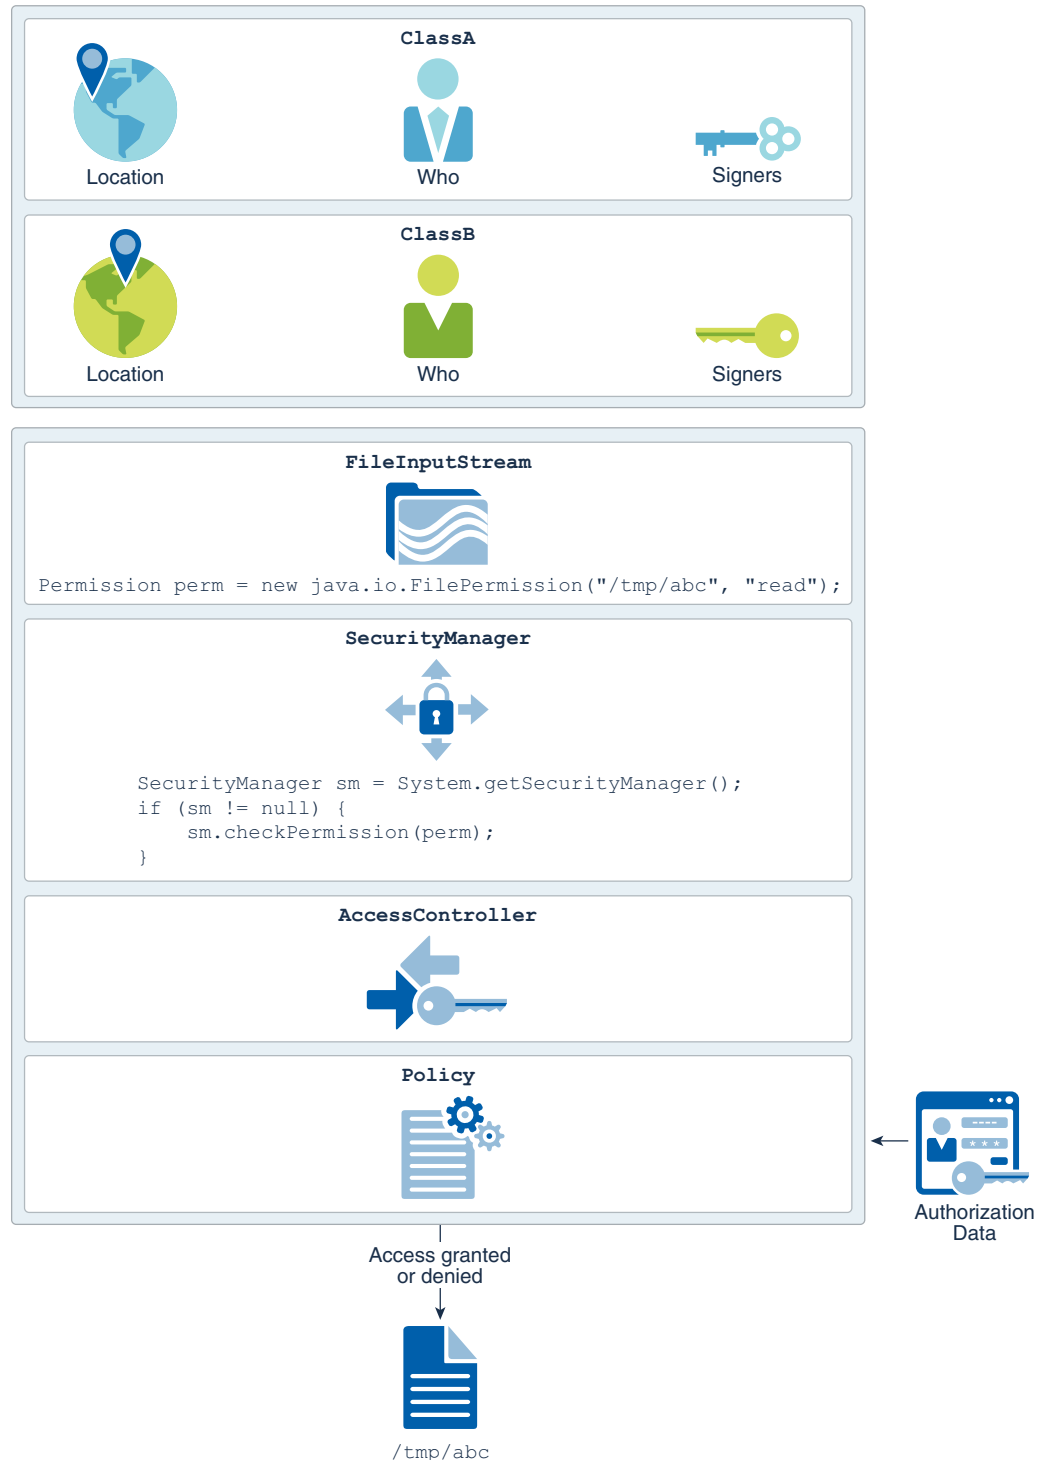 ClassA
Location
Who
Signers
ClassB
Location
Who
Signers
FileInputStream
Permission perm = new java.io.FilePermission("/tmp/abc", "read");
SecurityManager
SecurityManager sm = System.getSecurityManager();
if (sm != null) {
    sm.checkPermission(perm);
}
AccessController
Policy
---- 
* * *
Authorization
Data
Access granted
or denied
/tmp/abc